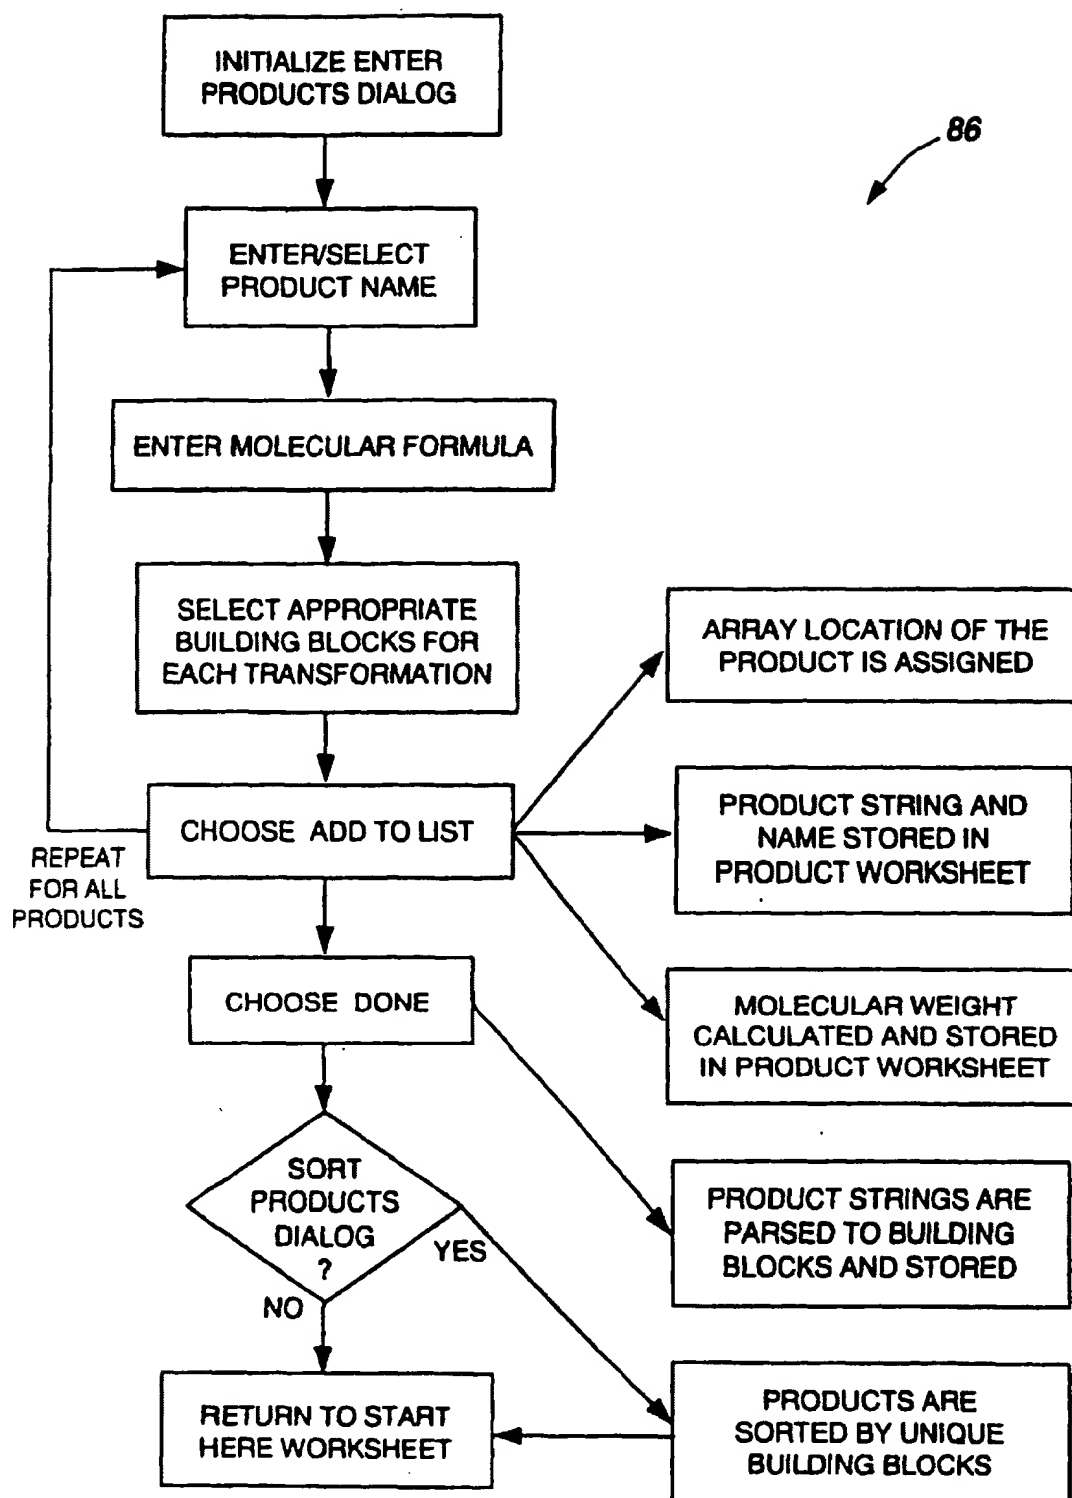 INITIALIZE ENTER
PRODUCTS DIALOG
86
ENTER/SELECT
PRODUCT NAME
ENTER MOLECULAR FORMULA
SELECT APPROPRIATE
BUILDING BLOCKS FOR
EACH TRANSFORMATION
ARRAY LOCATION OF THE
PRODUCT IS ASSIGNED
CHOOSE ADD TO LIST
PRODUCT STRING AND
NAME STORED IN
PRODUCT WORKSHEET
REPEAT
FOR ALL
PRODUCTS
CHOOSE DONE
MOLECULAR WEIGHT
CALCULATED AND STORED
IN PRODUCT WORKSHEET
SORT
PRODUCTS
DIALOG
?
YES
NO
PRODUCT STRINGS ARE
PARSED TO BUILDING
BLOCKS AND STORED
RETURN TO START
HERE WORKSHEET
PRODUCTS ARE
SORTED BY UNIQUE
BUILDING BLOCKS